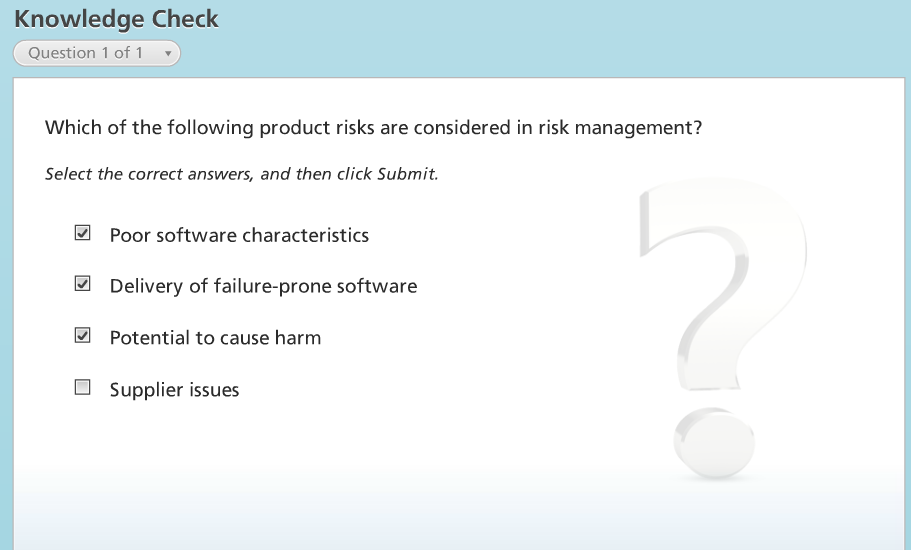 Knowledge Check
Question 1 of 1
Which of the following product risks are considered in risk management?
Select the correct answers, and then click Submit.
Poor software characteristics
Delivery of failure-prone software
Potential to cause harm
Supplier issues